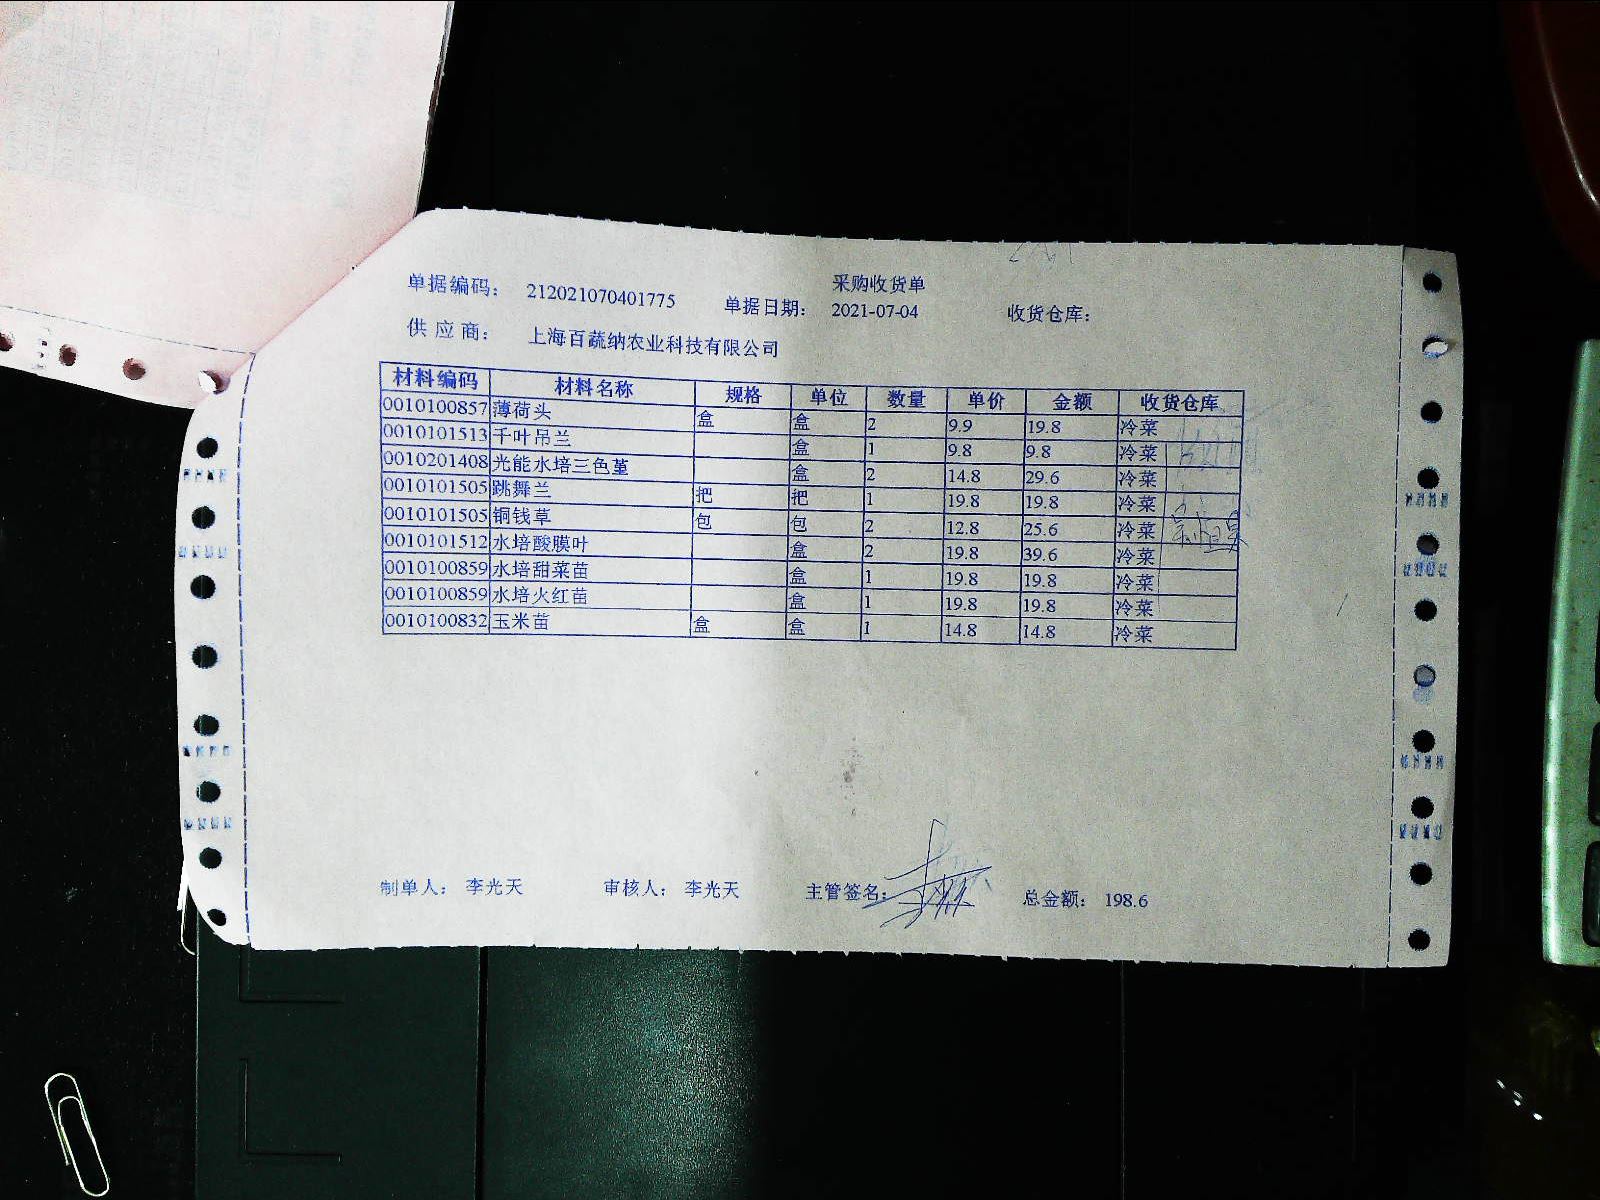 采购收货单
单据编码： 212021070401775 单据日期： 2021-07-04 收货仓库：
供 应 商： 上海百蔬纳农业科技有限公司
材料编码 材料名称 规格 单位 数量 单价 金额 收货仓库
0010100857 薄荷头 盒 盒 2 9.9 19.8 冷菜
0010101513 千叶吊兰 盒 1 9.8 9.8 冷菜
0010201408 光能水培三色堇 盒 2 14.8 29.6 冷菜
0010101505 跳舞兰 把 把 1 19.8 19.8 冷菜
0010101505 铜钱草 包 包 2 12.8 25.6 冷菜
0010101512 水培酸膜叶 盒 2 19.8 39.6 冷菜
0010100859 水培甜菜苗 盒 1 19.8 19.8 冷菜
0010100859 水培火红苗 盒 1 19.8 19.8 冷菜
0010100832 玉米苗 盒 盒 1 14.8 14.8 冷菜
制单人： 李光天 审核人： 李光天 主管签名： 总金额： 198.6